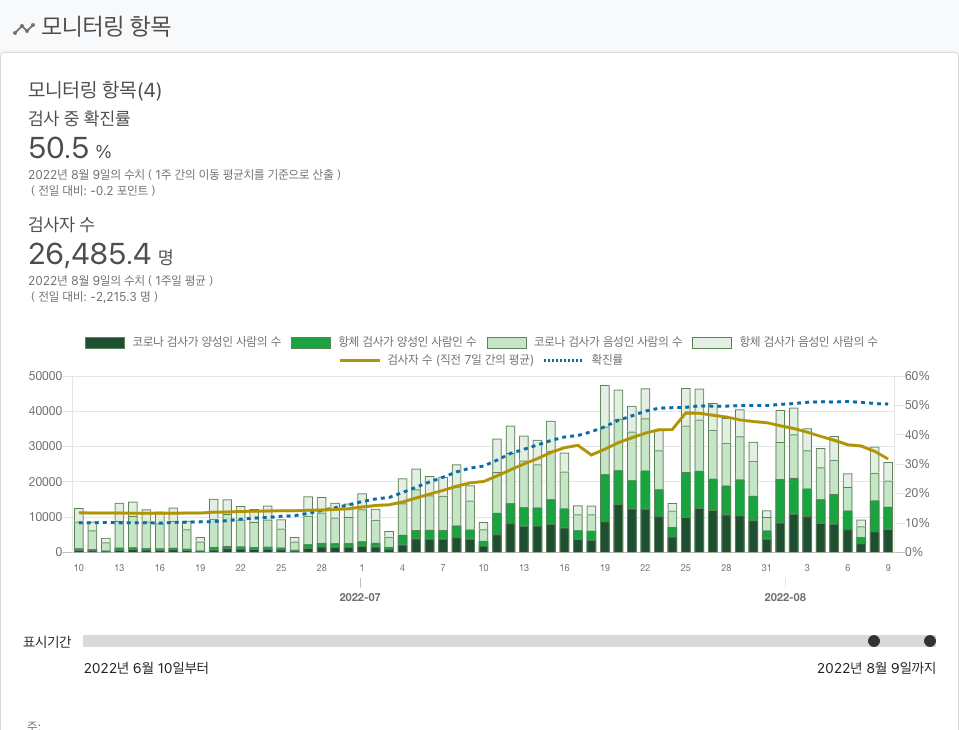 모니터링 항목
모니터링 항목(4)
검사 중 확진률
50.5 %
2022년 8월 9일의 수치 ( 1주 간의 이동 평균치를 기준으로 산출 )
( 전일 대비: -0.2 포인트 )
검사자 수
26,485.4 명
2022년 8월 9일의 수치 ( 1주일 평균 )
( 전일 대비: -2,215.3 명 )
코로나 검사가 양성인 사람의 수 항체 검사가 양성인 사람인 수 코로나 검사가 음성인 사람의 수 항체 검사가 음성인 사람의 수
검사자 수 (직전 7일 간의 평균) 확진률
50000 60%
40000 50%
30000 40%
20000 30%
10000 20%
0 10%
0%
10 13 16 19 22 25 28 1 4 7 10 13 16 19 22 25 28 31 3 6 9
2022-07 2022-08
표시기간
2022년 6월 10일부터 2022년 8월 9일까지
주: